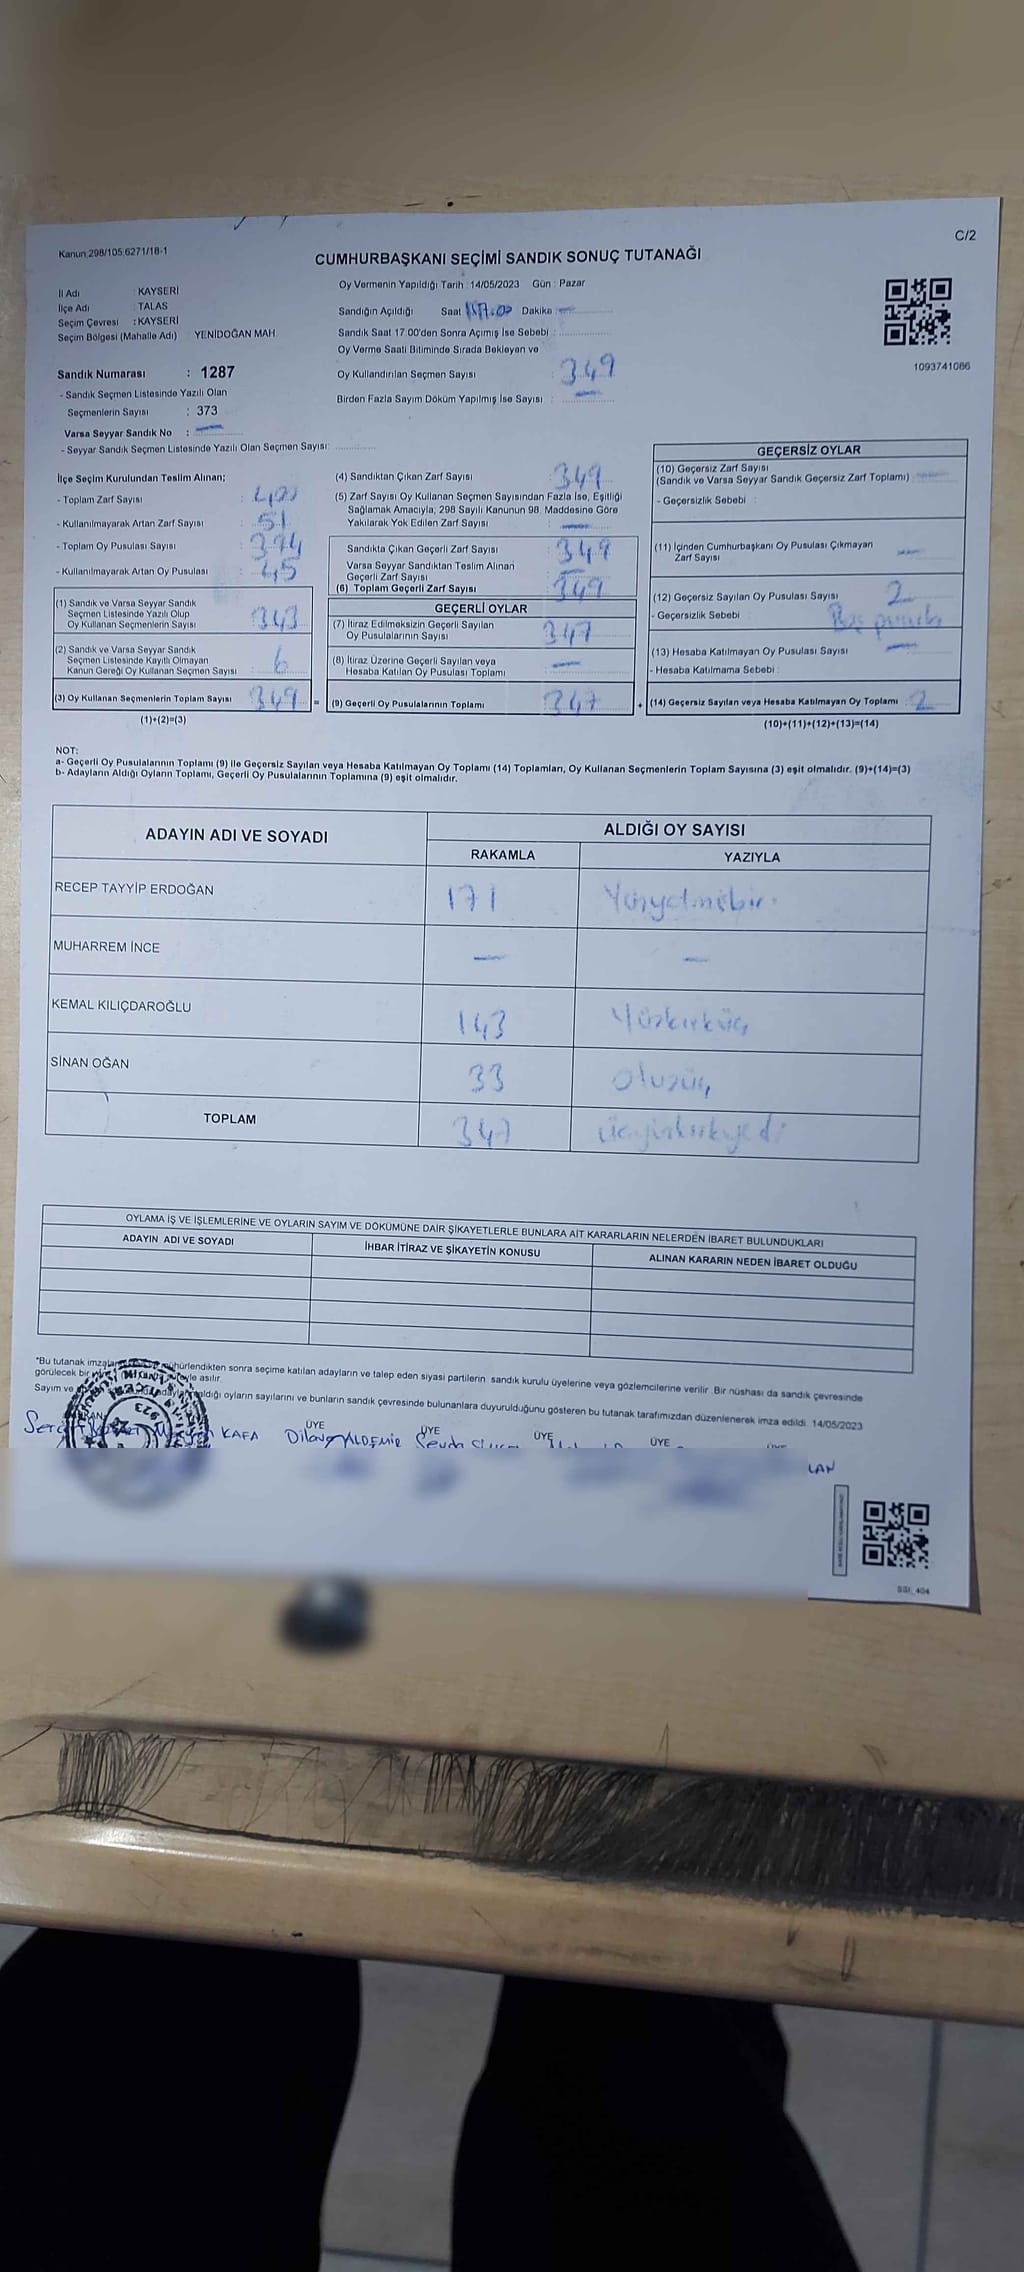 Kanun:298/105,6271/18-1
C/2
CUMHURBAŞKANI SEÇİMİ SANDIK SONUÇ TUTANAĞI
İl Adı : KAYSERİ
İlçe Adı : TALAS
Seçim Çevresi : KAYSERİ
Seçim Bölgesi (Mahalle Adı) YENİDOĞAN MAH.
Sandık Numarası : 1287
- Sandık Seçmen Listesinde Yazılı Olan
Seçmenlerin Sayısı : 373
Varsa Seyyar Sandık No : —
- Seyyar Sandık Seçmen Listesinde Yazılı Olan Seçmen Sayısı:
Oy Vermenin Yapıldığı Tarih : 14/05/2023 Gün : Pazar
Sandığın Açıldığı Saat Dakika : —
Sandık Saat 17.00'den Sonra Açımış İse Sebebi :
Oy Verme Saati Bitiminde Sırada Bekleyen ve
Oy Kullandırılan Seçmen Sayısı : 349
Birden Fazla Sayım Döküm Yapılmış İse Sayısı : —
1093741086
İlçe Seçim Kurulundan Teslim Alınan;
- Toplam Zarf Sayısı :
- Kullanılmayarak Artan Zarf Sayısı : 51
- Toplam Oy Pusulası Sayısı : 394
- Kullanılmayarak Artan Oy Pusulası : 45
(1) Sandık ve Varsa Seyyar Sandık
Seçmen Listesinde Yazılı Olup
Oy Kullanan Seçmenlerin Sayısı : 343
(2) Sandık ve Varsa Seyyar Sandık
Seçmen Listesinde Kayıtlı Olmayan
Kanun Gereği Oy Kullanan Seçmen Sayısı : 6
(3) Oy Kullanan Seçmenlerin Toplam Sayısı : 349 =
(1)+(2)=(3)
(4) Sandıktan Çıkan Zarf Sayısı : 349
(5) Zarf Sayısı Oy Kullanan Seçmen Sayısından Fazla İse, Eşitliği
Sağlamak Amacıyla, 298 Sayılı Kanunun 98. Maddesine Göre
Yakılarak Yok Edilen Zarf Sayısı : —
Sandıkta Çıkan Geçerli Zarf Sayısı : 349
Varsa Seyyar Sandıktan Teslim Alınan
Geçerli Zarf Sayısı : —
(6) Toplam Geçerli Zarf Sayısı : 349
GEÇERLİ OYLAR
(7) İtiraz Edilmeksizin Geçerli Sayılan
Oy Pusulalarının Sayısı : 347
(8) İtiraz Üzerine Geçerli Sayılan veya
Hesaba Katılan Oy Pusulası Toplamı : —
(9) Geçerli Oy Pusulalarının Toplamı : 347 +
GEÇERSİZ OYLAR
(10) Geçersiz Zarf Sayısı
(Sandık ve Varsa Seyyar Sandık Geçersiz Zarf Toplamı) : —
- Geçersizlik Sebebi :
(11) İçinden Cumhurbaşkanı Oy Pusulası Çıkmayan
Zarf Sayısı : —
(12) Geçersiz Sayılan Oy Pusulası Sayısı : 2
- Geçersizlik Sebebi : Boş pusula
(13) Hesaba Katılmayan Oy Pusulası Sayısı : —
- Hesaba Katılmama Sebebi :
(14) Geçersiz Sayılan veya Hesaba Katılmayan Oy Toplamı : 2
(10)+(11)+(12)+(13)=(14)
NOT:
a- Geçerli Oy Pusulalarının Toplamı (9) ile Geçersiz Sayılan veya Hesaba Katılmayan Oy Toplamı (14) Toplamları, Oy Kullanan Seçmenlerin Toplam Sayısına (3) eşit olmalıdır. (9)+(14)=(3)
b- Adayların Aldığı Oyların Toplamı, Geçerli Oy Pusulalarının Toplamına (9) eşit olmalıdır.
ADAYIN ADI VE SOYADI ALDIĞI OY SAYISI
RAKAMLA YAZIYLA
RECEP TAYYİP ERDOĞAN 171 Yüzyetmişbir
MUHARREM İNCE — —
KEMAL KILIÇDAROĞLU 143 Yüzkırküç
SİNAN OĞAN 33 Otuzüç
TOPLAM 347 üçyüzkırkyedi
OYLAMA İŞ VE İŞLEMLERİNE VE OYLARIN SAYIM VE DÖKÜMÜNE DAİR ŞİKAYETLERLE BUNLARA AİT KARARLARIN NELERDEN İBARET BULUNDUKLARI
ADAYIN ADI VE SOYADI İHBAR İTİRAZ VE ŞİKAYETİN KONUSU ALINAN KARARIN NEDEN İBARET OLDUĞU
*Bu tutanak mühürlendikten sonra seçime katılan adayların ve talep eden siyasi partilerin sandık kurulu üyelerine veya gözlemcilerine verilir. Bir nüshası da sandık çevresinde
görülecek bir asılır.
Sayım ve aldığı oyların sayılarını ve bunların sandık çevresinde bulunanlara duyurulduğunu gösteren bu tutanak tarafımızdan düzenlenerek imza edildi. 14/05/2023
ÜYE ÜYE ÜYE ÜYE
KAFA Dilan ALDEMİR Sevda
LAN
SSİ_404